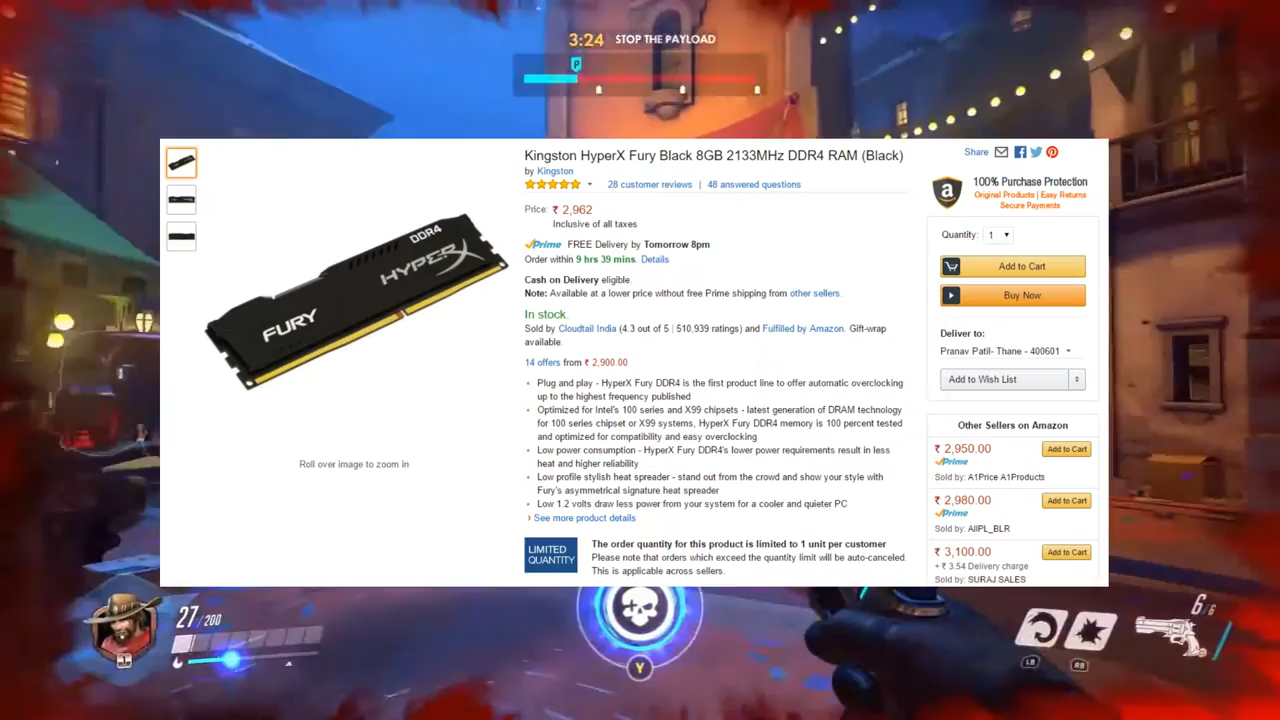 3:24 STOP THE PAYLOAD
P
Kingston HyperX Fury Black 8GB 2133MHz DDR4 RAM (Black)
by Kingston
28 customer reviews | 48 answered questions
Price: ₹ 2,962
Inclusive of all taxes
Prime FREE Delivery by Tomorrow 8pm
Order within 9 hrs 39 mins. Details
Cash on Delivery eligible.
Note: Available at a lower price without free Prime shipping from other sellers.
In stock.
Sold by Cloudtail India (4.3 out of 5 | 510,939 ratings) and Fulfilled by Amazon. Gift-wrap
available.
14 offers from ₹ 2,900.00
Plug and play - HyperX Fury DDR4 is the first product line to offer automatic overclocking
up to the highest frequency published
Optimized for Intel's 100 series and X99 chipsets - latest generation of DRAM technology
for 100 series chipset or X99 systems, HyperX Fury DDR4 memory is 100 percent tested
and optimized for compatibility and easy overclocking
Low power consumption - HyperX Fury DDR4's lower power requirements result in less
heat and higher reliability
Low profile stylish heat spreader - stand out from the crowd and show your style with
Fury's asymmetrical signature heat spreader
Low 1.2 volts draw less power from your system for a cooler and quieter PC
› See more product details
LIMITED
QUANTITY
The order quantity for this product is limited to 1 unit per customer
Please note that orders which exceed the quantity limit will be auto-canceled.
This is applicable across sellers.
FURY
HYPERX
DDR4
Roll over image to zoom in
Share
a
100% Purchase Protection
Original Products | Easy Returns
Secure Payments
Quantity: 1
Add to Cart
Buy Now
Deliver to:
Pranav Patil- Thane - 400601
Add to Wish List
Other Sellers on Amazon
₹ 2,950.00 Add to Cart
Prime
Sold by: A1Price A1Products
₹ 2,980.00 Add to Cart
Prime
Sold by: AIIPL_BLR
₹ 3,100.00 Add to Cart
+ ₹ 3.54 Delivery charge
Sold by: SURAJ SALES
27/200
Y
LB
RB
6/6